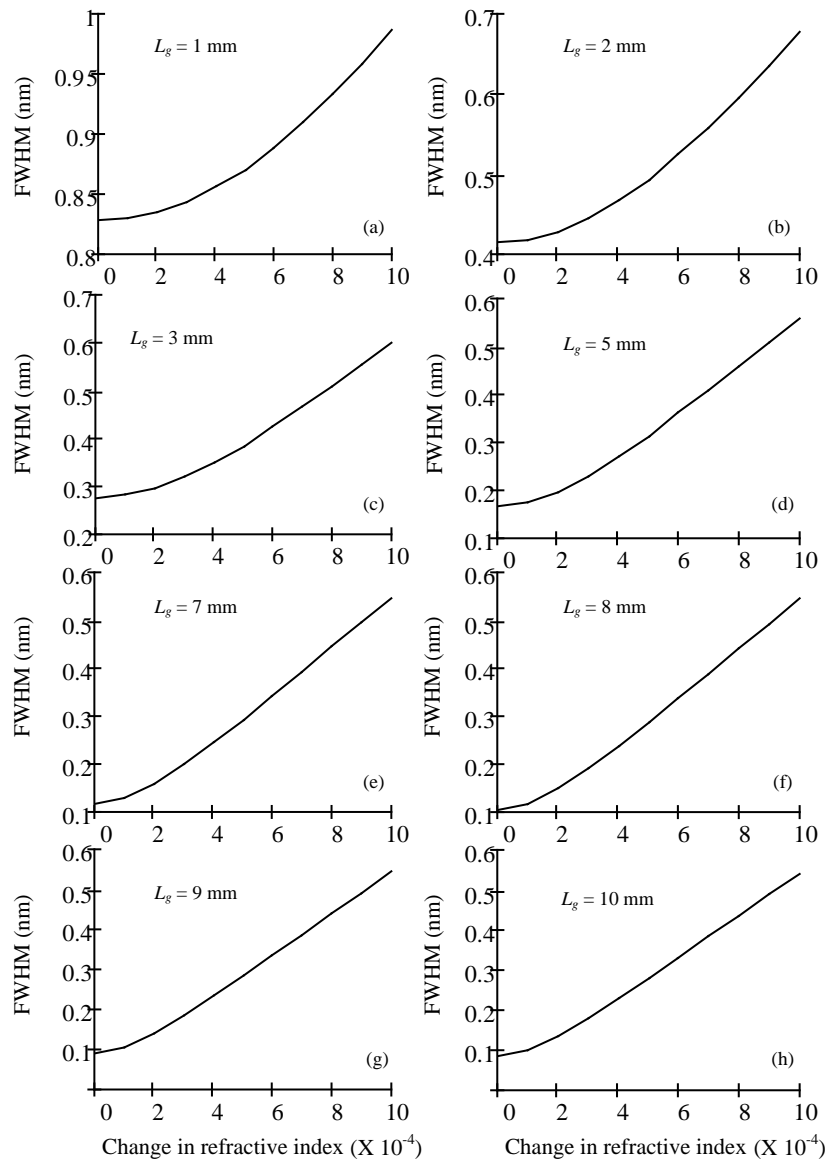 1
0.95
0.9
0.85
0.8
FWHM (nm)
Lg = 1 mm
(a)
0 2 4 6 8 10
0.7
0.6
0.5
0.4
FWHM (nm)
Lg = 2 mm
(b)
0 2 4 6 8 10
0.7
0.6
0.5
0.4
0.3
0.2
FWHM (nm)
Lg = 3 mm
(c)
0 2 4 6 8 10
0.6
0.5
0.4
0.3
0.2
0.1
FWHM (nm)
Lg = 5 mm
(d)
0 2 4 6 8 10
0.6
0.5
0.4
0.3
0.2
0.1
FWHM (nm)
Lg = 7 mm
(e)
0 2 4 6 8 10
0.6
0.5
0.4
0.3
0.2
0.1
FWHM (nm)
Lg = 8 mm
(f)
0 2 4 6 8 10
0.6
0.5
0.4
0.3
0.2
0.1
FWHM (nm)
Lg = 9 mm
(g)
0 2 4 6 8 10
Change in refractive index (X 10-4)
0.6
0.5
0.4
0.3
0.2
0.1
FWHM (nm)
Lg = 10 mm
(h)
0 2 4 6 8 10
Change in refractive index (X 10-4)